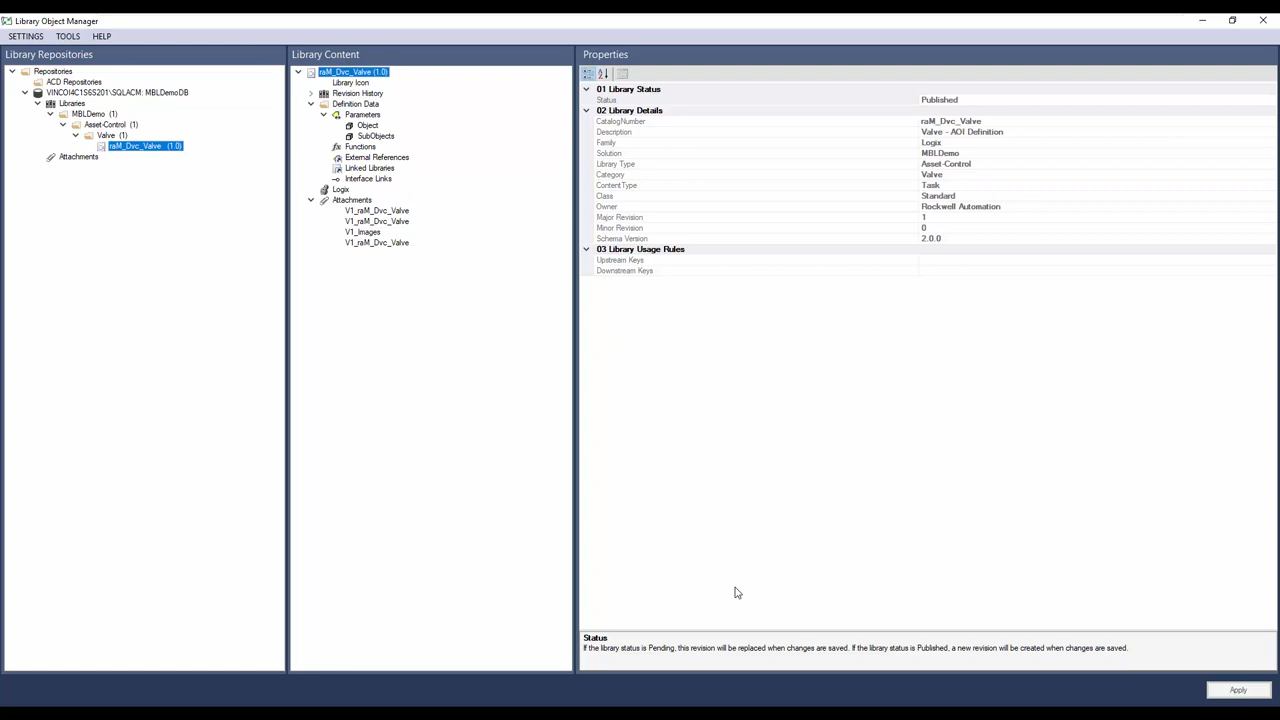 Library Object Manager
SETTINGS TOOLS HELP
Library Repositories
Repositories
ACD Repositories
VINCOI4C1S6S201\SQLACM: MBLDemoDB
Libraries
MBLDemo (1)
Asset-Control (1)
Valve (1)
raM_Dvc_Valve (1.0)
Attachments
Library Content
raM_Dvc_Valve (1.0)
Library Icon
Revision History
Definition Data
Parameters
Object
SubObjects
Functions
External References
Linked Libraries
Interface Links
Logix
Attachments
V1_raM_Dvc_Valve
V1_raM_Dvc_Valve
V1_Images
V1_raM_Dvc_Valve
Properties
01 Library Status
Status Published
02 Library Details
CatalogNumber raM_Dvc_Valve
Description Valve - AOI Definition
Family Logix
Solution MBLDemo
Library Type Asset-Control
Category Valve
ContentType Task
Class Standard
Owner Rockwell Automation
Major Revision 1
Minor Revision 0
Schema Version 2.0.0
03 Library Usage Rules
Upstream Keys
Downstream Keys
Status
If the library status is Pending, this revision will be replaced when changes are saved. If the library status is Published, a new revision will be created when changes are saved.
Apply